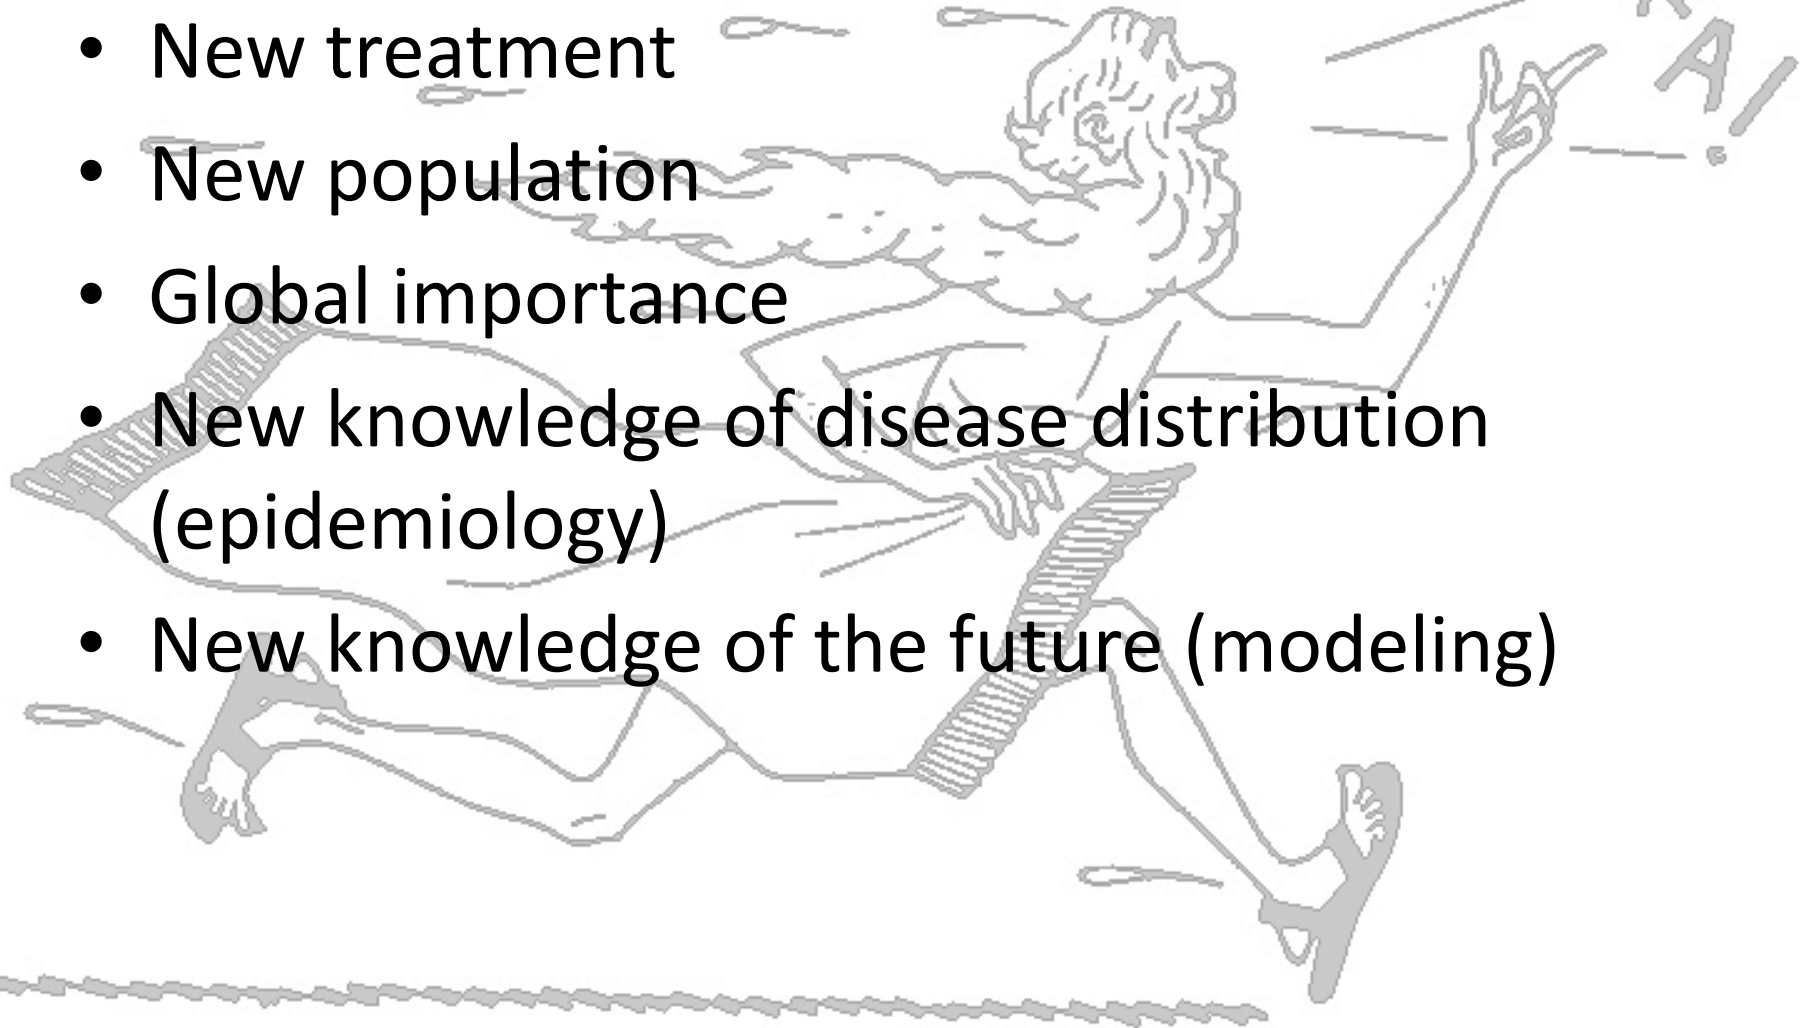 • New treatment
• New population
• Global importance
• New knowledge of disease distribution
(epidemiology)
• New knowledge of the future (modeling)
A!